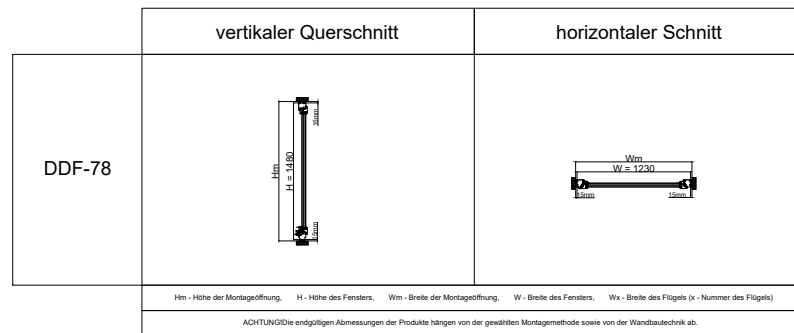 vertikaler Querschnitt
horizontaler Schnitt
DDF-78
15mm
Hm
H = 1480
15mm
Wm
W = 1230
15mm
15mm
Hm - Höhe der Montageöffnung, H - Höhe des Fensters, Wm - Breite der Montageöffnung, W - Breite des Fensters, Wx - Breite des Flügels (x - Nummer des Flügels)
ACHTUNG!Die endgültigen Abmessungen der Produkte hängen von der gewählten Montagemethode sowie von der Wandbautechnik ab.